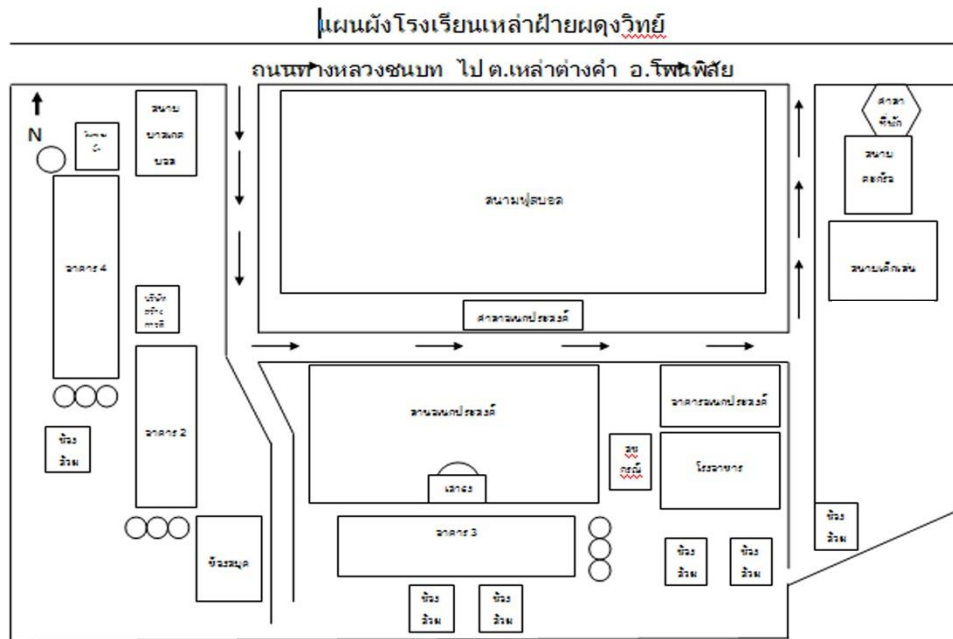 แผนผังโรงเรียนเหล่าฝ้ายผดุงวิทย์
ถนนทางหลวงชนบท ไป ต.เหล่าต่างคำ อ.โพนพิสัย
N
สนาม
บาสเกต
บอล
ศาลา
ที่พัก
สนาม
ตะกร้อ
สนามฟุตบอล
อาคาร 4
สนามเด็กเล่น
ศาลาอเนกประสงค์
ลานอเนกประสงค์
อาคารอเนกประสงค์
อาคาร 2
ห้อง
ส้วม
สห
กรณ์
โรงอาหาร
เสาธง
ห้องสมุด
อาคาร 3
ห้อง
ส้วม
ห้อง
ส้วม
ห้อง
ส้วม
ห้อง
ส้วม
ห้อง
ส้วม